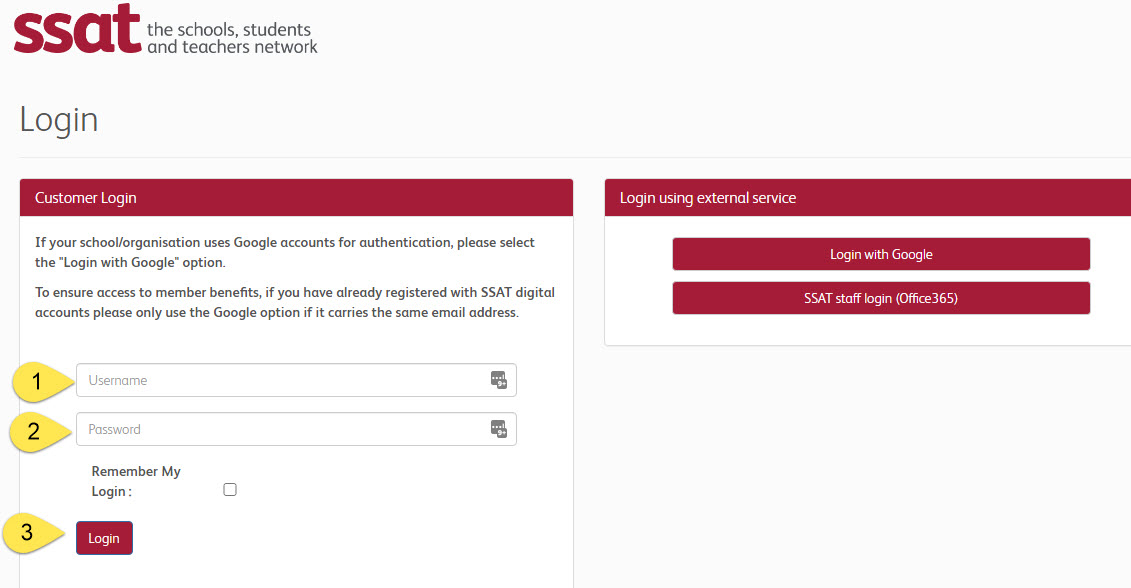 ssat the schools, students
and teachers network
Login
Customer Login
If your school/organisation uses Google accounts for authentication, please select
the "Login with Google" option.
To ensure access to member benefits, if you have already registered with SSAT digital
accounts please only use the Google option if it carries the same email address.
1 Username
2 Password
Remember My
Login :
3 Login
Login using external service
Login with Google
SSAT staff login (Office365)